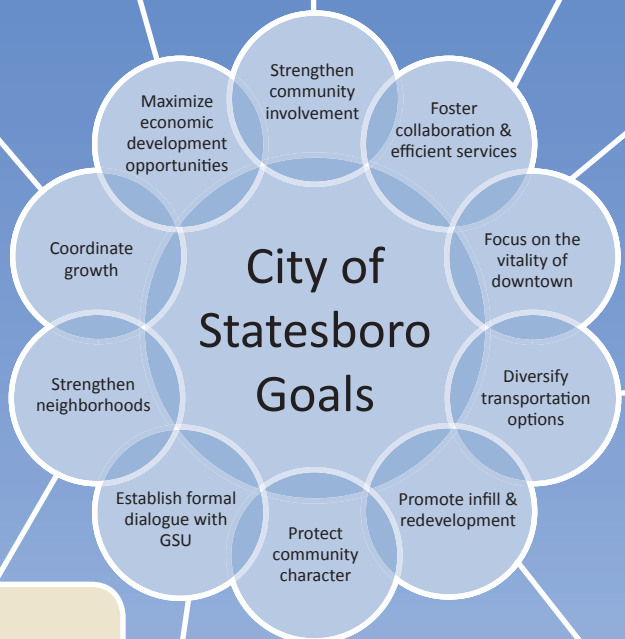 Strengthen
community
involvement
Foster
collaboration &
efficient services
Focus on the
vitality of
downtown
Diversify
transportation
options
Promote infill &
redevelopment
Protect
community
character
Establish formal
dialogue with
GSU
Strengthen
neighborhoods
Coordinate
growth
Maximize
economic
development
opportunities
City of
Statesboro
Goals